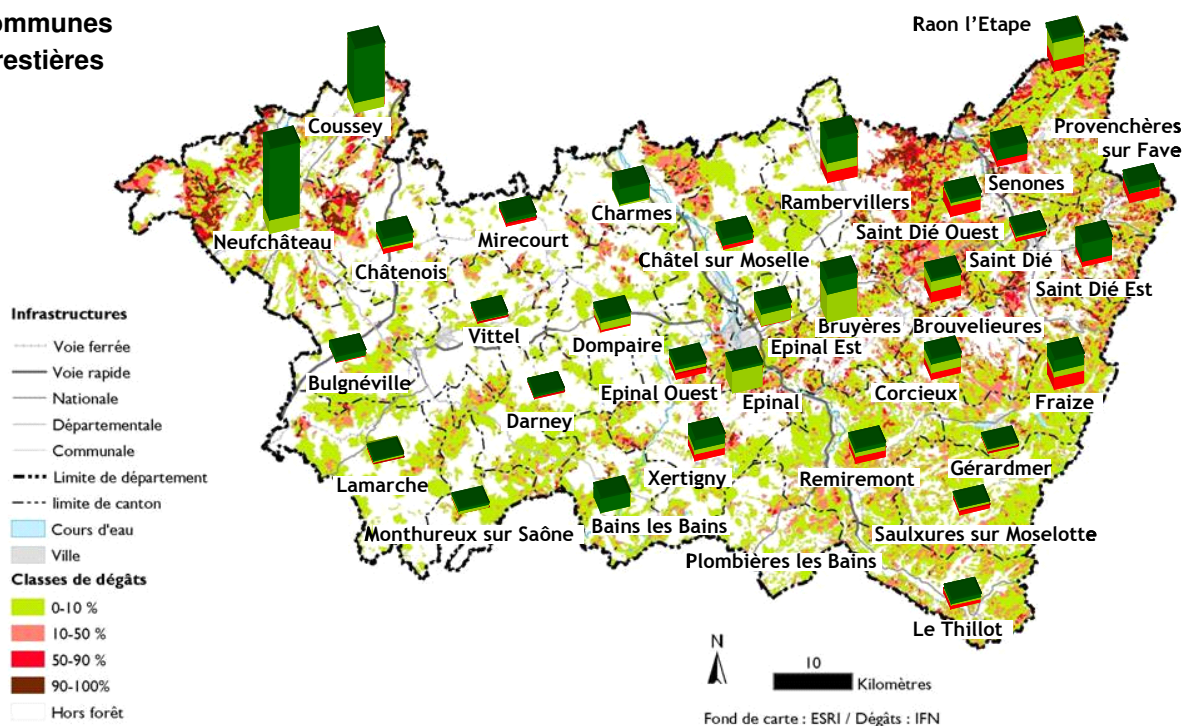 ommunes
restières
Raon l'Etape
Coussey
Provenchères
sur Fave
Senones
Rambervillers
Charmes
Saint Dié Ouest
Neufchâteau
Mirecourt
Châtel sur Moselle
Saint Dié
Châtenois
Saint Dié Est
Infrastructures
Voie ferrée
Voie rapide
Nationale
Départementale
Communale
Limite de département
limite de canton
Cours d'eau
Ville
Classes de dégâts
0-10 %
10-50 %
50-90 %
90-100%
Hors forêt
Vittel
Dompaire
Bruyères
Brouvelieures
Epinal Est
Bulgnéville
Epinal Ouest
Epinal
Corcieux
Fraize
Darney
Lamarche
Xertigny
Remiremont
Gérardmer
Monthureux sur Saône
Bains les Bains
Saulxures sur Moselotte
Plombières les Bains
Le Thillot
N
10
Kilomètres
Fond de carte : ESRI / Dégâts : IFN